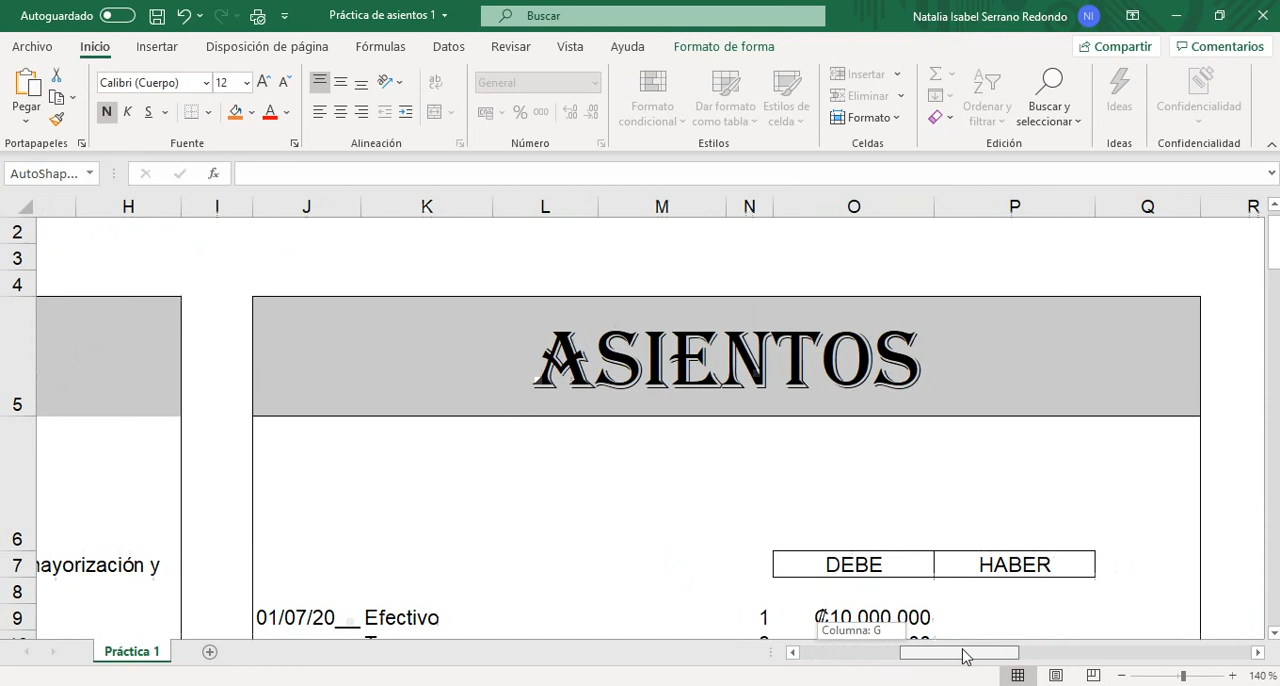 Autoguardado Práctica de asientos 1 Buscar Natalia Isabel Serrano Redondo NI
Archivo Inicio Insertar Disposición de página Fórmulas Datos Revisar Vista Ayuda Formato de forma Compartir Comentarios
Pegar
Calibri (Cuerpo) 12
N K S
General
% 000
Formato condicional
Dar formato como tabla
Estilos de celda
Insertar
Eliminar
Formato
Ordenar y filtrar
Buscar y seleccionar
Ideas
Confidencialidad
Portapapeles Fuente Alineación Número Estilos Celdas Edición Ideas Confidencialidad
AutoShap... fx
H I J K L M N O P Q R
2
3
4
5 ASIENTOS
6
7 mayorización y DEBE HABER
8
9 01/07/20__ Efectivo 1 ₡10 000 000
Columna: G
Práctica 1
140 %